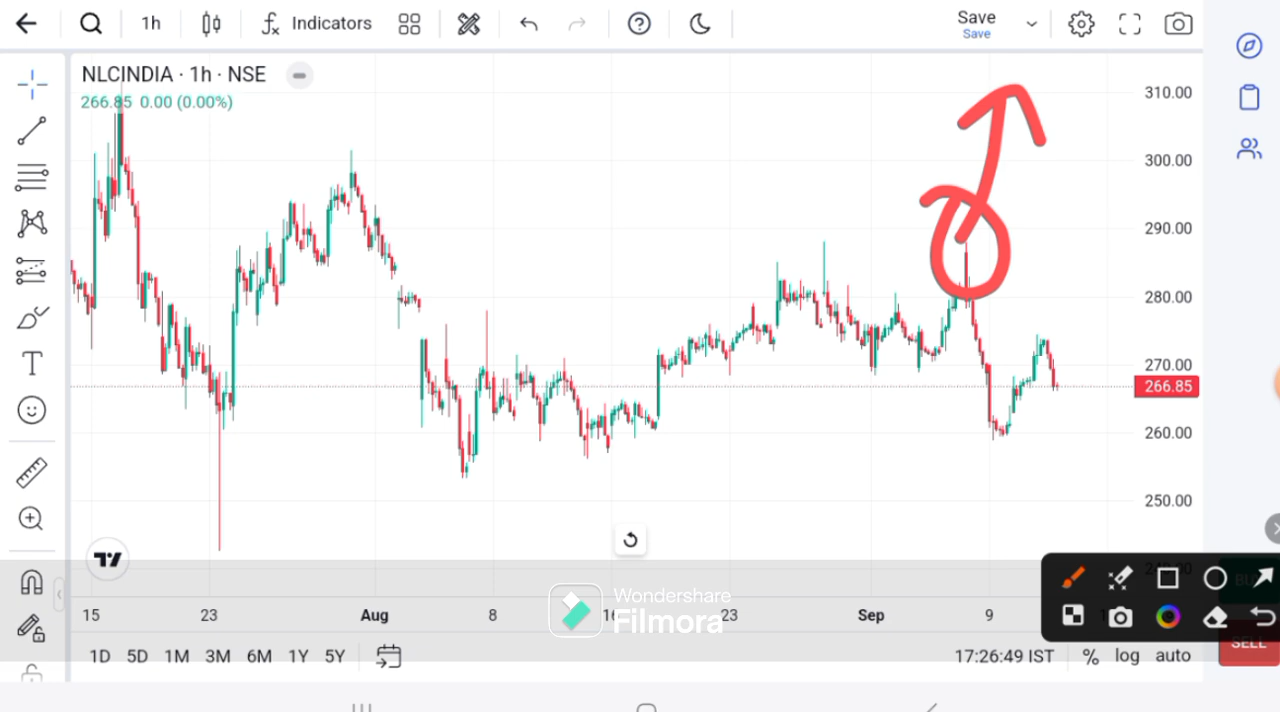 1h
Indicators
Save
Save
NLCINDIA · 1h · NSE
266.85 0.00 (0.00%)
310.00
300.00
290.00
280.00
270.00
266.85
260.00
250.00
Wondershare
Filmora
15 23 Aug 8 16 23 Sep 9
SELL
1D 5D 1M 3M 6M 1Y 5Y
17:26:49 IST % log auto